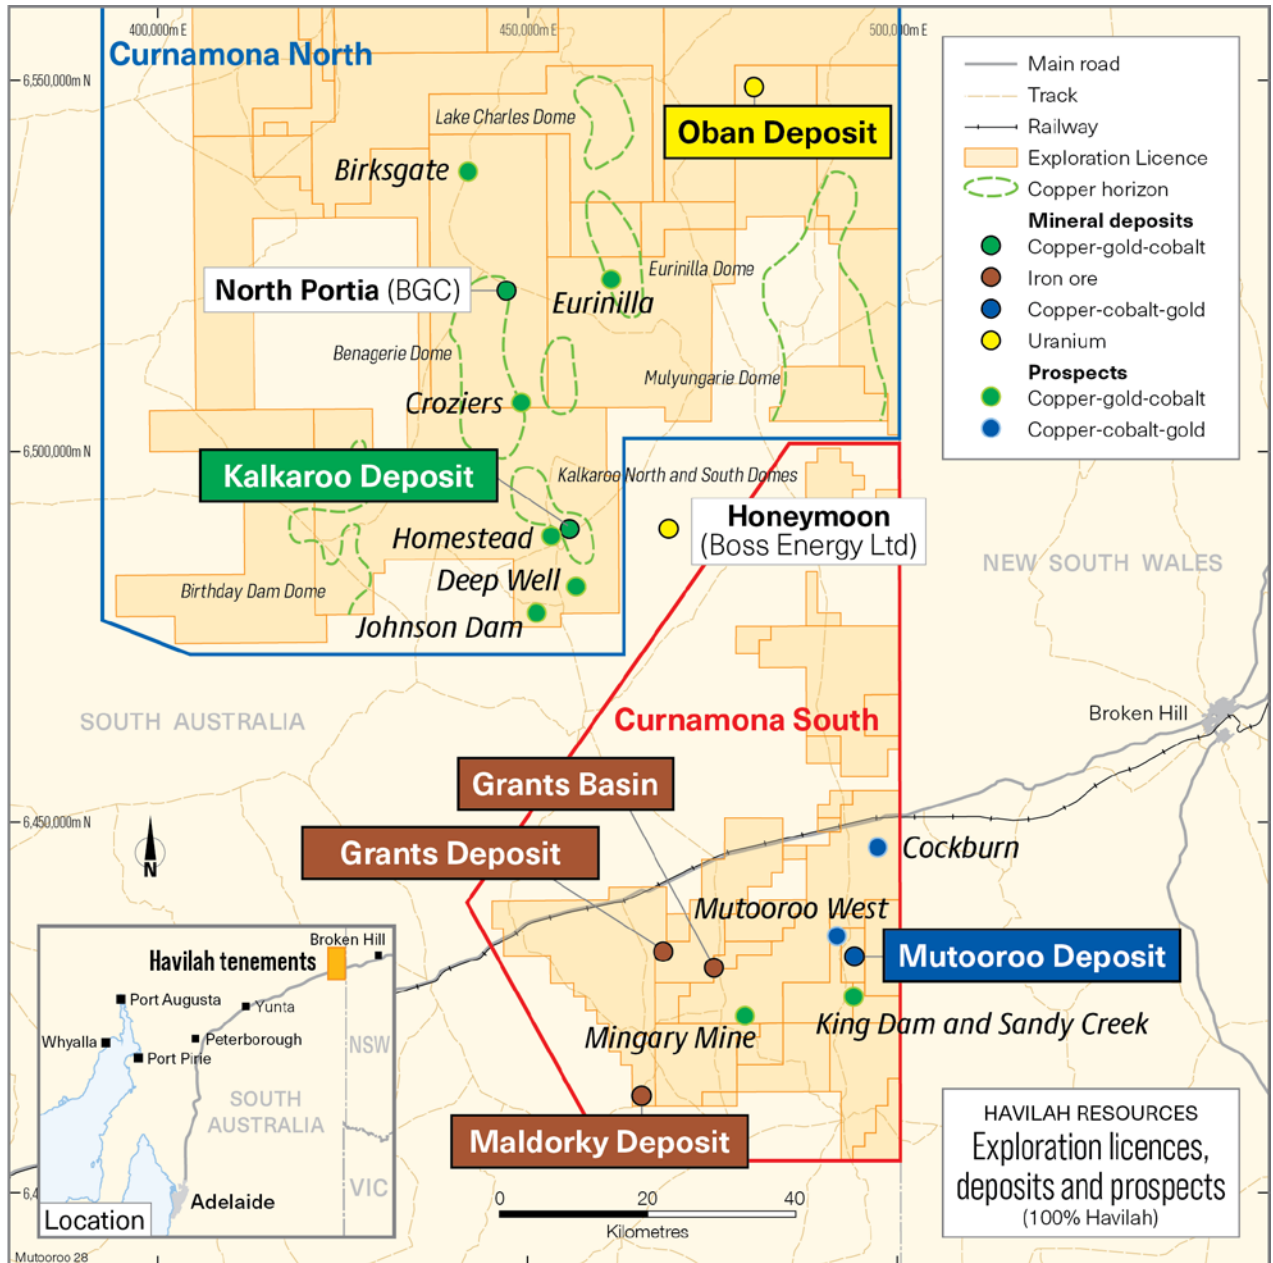 400,000m E
450,000m E
500,000m E
Curnamona North
6,550,000m N
Lake Charles Dome
Oban Deposit
Birksgate
North Portia (BGC)
Eurinilla Dome
Eurinilla
Benagerie Dome
Mulyungarie Dome
Croziers
6,500,000m N
Kalkaroo Deposit
Kalkaroo North and South Domes
Honeymoon
(Boss Energy Ltd)
Homestead
Deep Well
Birthday Dam Dome
Johnson Dam
Main road
Track
Railway
Exploration Licence
Copper horizon
Mineral deposits
Copper-gold-cobalt
Iron ore
Copper-cobalt-gold
Uranium
Prospects
Copper-gold-cobalt
Copper-cobalt-gold
NEW SOUTH WALES
SOUTH AUSTRALIA
Curnamona South
Broken Hill
Grants Basin
6,450,000m N
Grants Deposit
Cockburn
N
Mutooroo West
Mutooroo Deposit
King Dam and Sandy Creek
Mingary Mine
Maldorky Deposit
Broken Hill
Havilah tenements
Port Augusta
Yunta
Whyalla
Peterborough
NSW
Port Pirie
SOUTH
AUSTRALIA
VIC
6,4
Adelaide
Location
0 20 40
Kilometres
HAVILAH RESOURCES
Exploration licences,
deposits and prospects
(100% Havilah)
Mutooroo 28